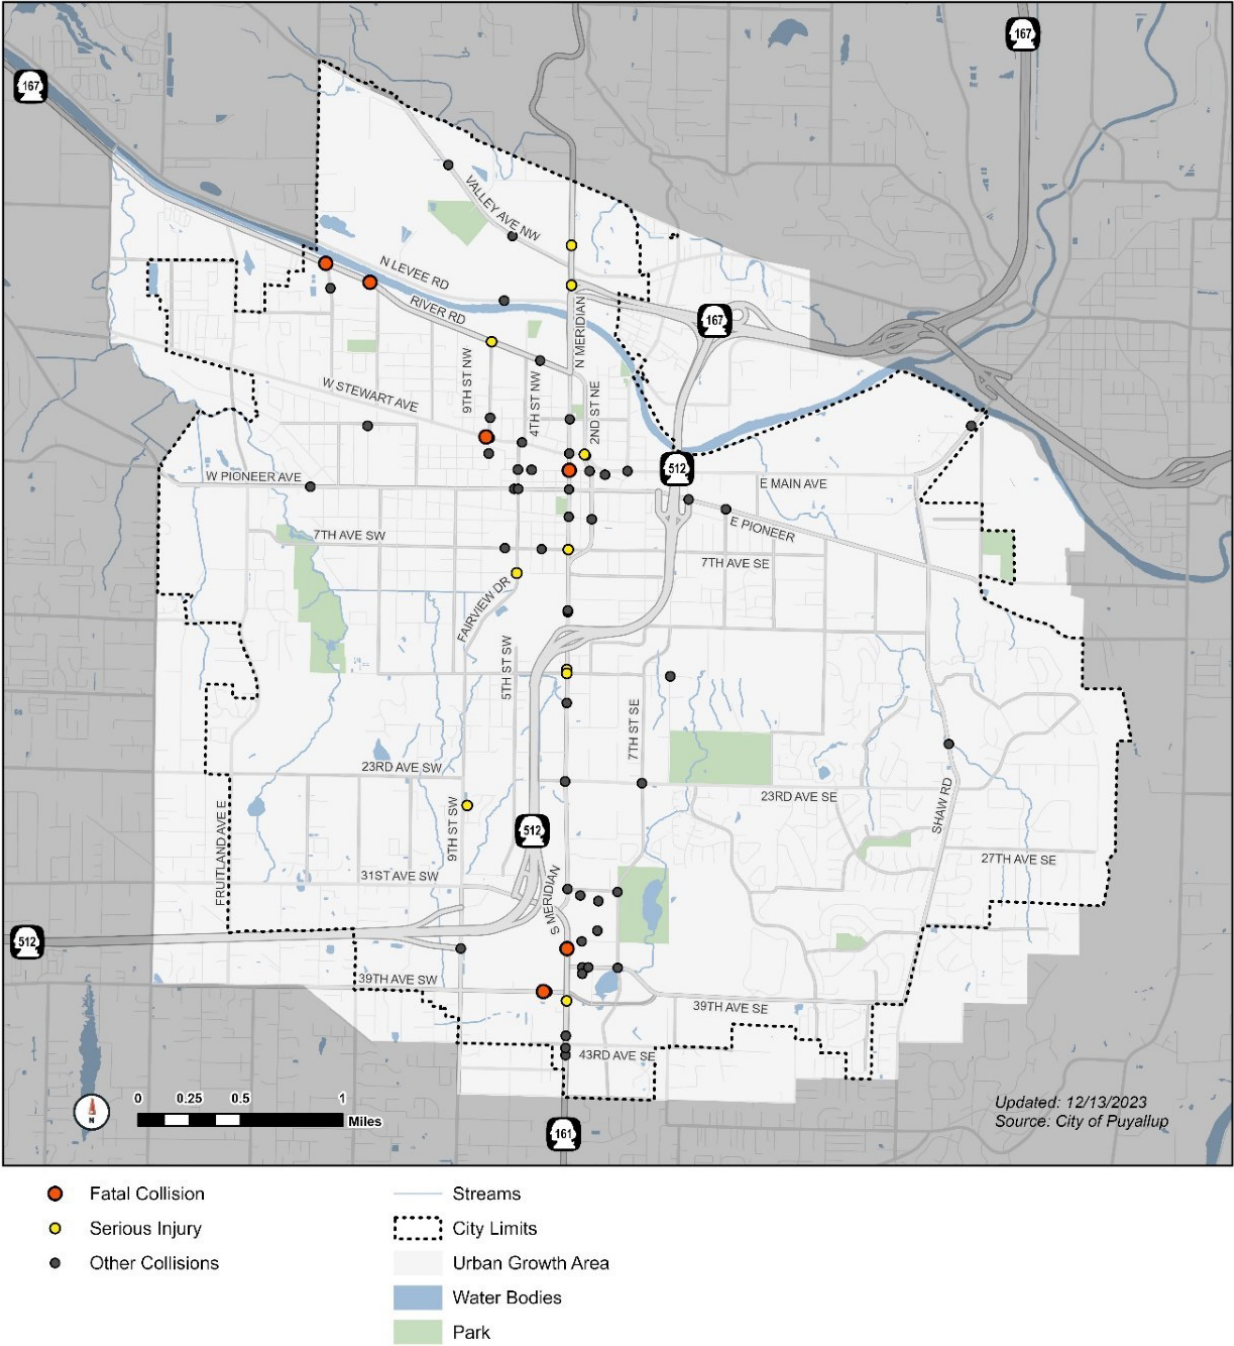 167
167
VALLEY AVE NW
N LEVEE RD
RIVER RD
N MERIDIAN
167
W STEWART AVE
9TH ST NW
4TH ST NW
2ND ST NE
512
W PIONEER AVE
E MAIN AVE
E PIONEER
7TH AVE SW
7TH AVE SE
FAIRVIEW DR
5TH ST SW
7TH ST SE
23RD AVE SW
23RD AVE SE
SHAW RD
9TH ST SW
FRUITLAND AVE E
512
27TH AVE SE
31ST AVE SW
S MERIDIAN
512
39TH AVE SW
39TH AVE SE
43RD AVE SE
N
0 0.25 0.5 1
Miles
161
Updated: 12/13/2023
Source: City of Puyallup
Fatal Collision
Serious Injury
Other Collisions
Streams
City Limits
Urban Growth Area
Water Bodies
Park